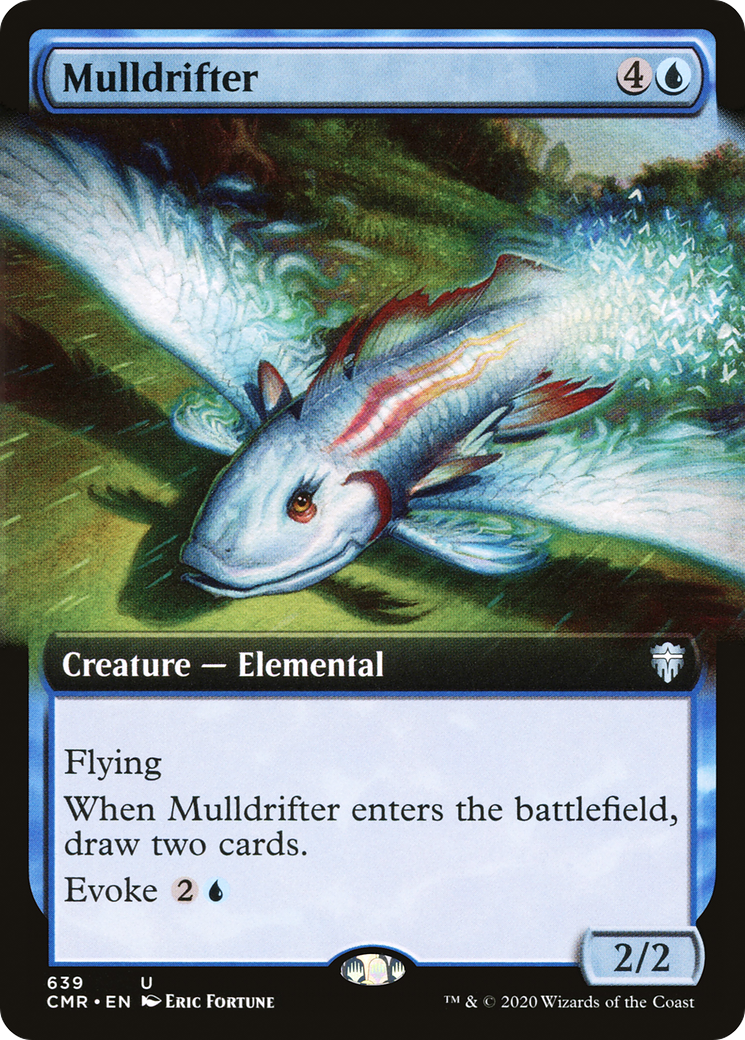 Mulldrifter 4
Creature — Elemental
Flying
When Mulldrifter enters the battlefield,
draw two cards.
Evoke 2
2/2
639 U
CMR • EN Eric Fortune ™ & © 2020 Wizards of the Coast